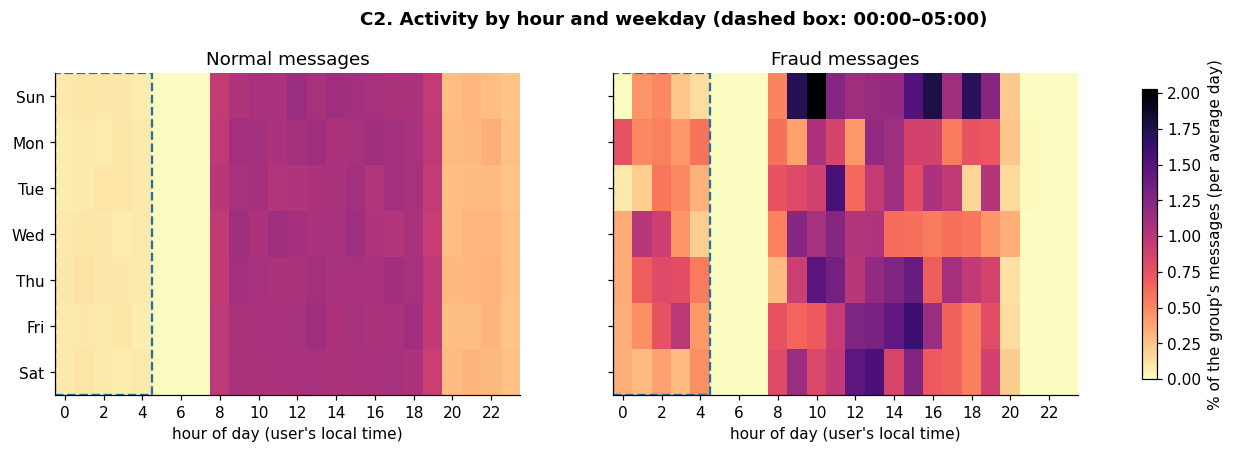 C2. Activity by hour and weekday (dashed box: 00:00–05:00)
Normal messages
Fraud messages
Sun
Mon
Tue
Wed
Thu
Fri
Sat
0 2 4 6 8 10 12 14 16 18 20 22
hour of day (user's local time)
0 2 4 6 8 10 12 14 16 18 20 22
hour of day (user's local time)
2.00
1.75
1.50
1.25
1.00
0.75
0.50
0.25
0.00
% of the group's messages (per average day)